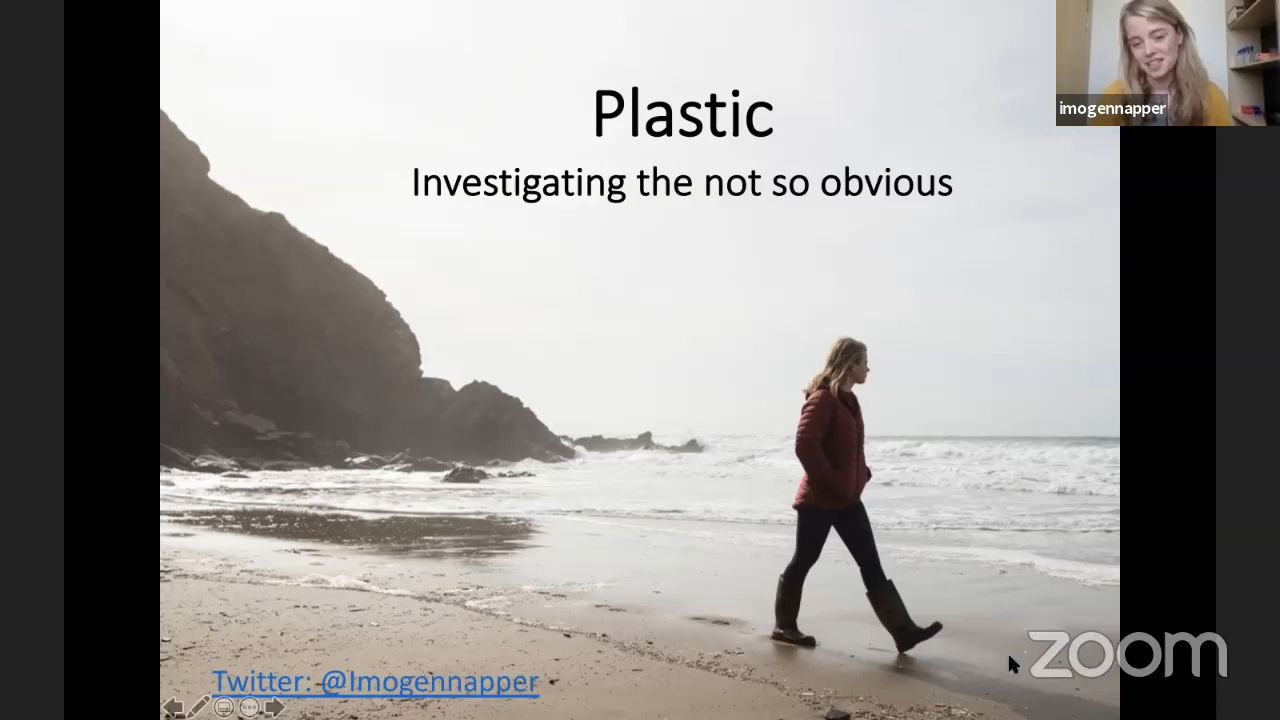 Plastic
Investigating the not so obvious
imogennapper
Twitter: @Imogennapper
zoom